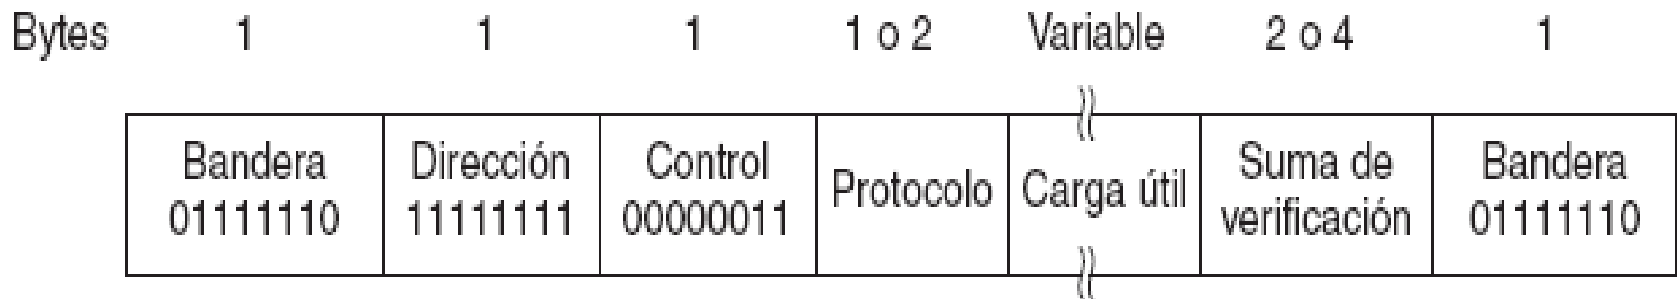 Bytes 1 1 1 1 o 2 Variable 2 o 4 1
Bandera 01111110
Dirección 11111111
Control 00000011
Protocolo
Carga útil
Suma de verificación
Bandera 01111110